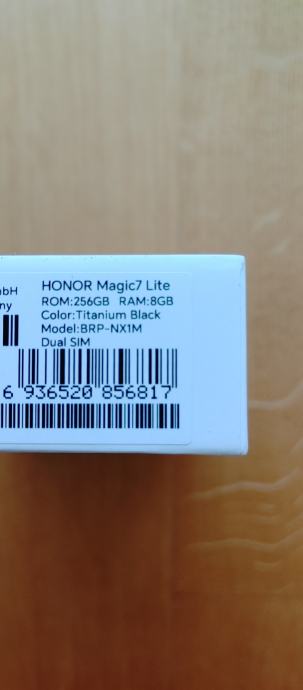 HONOR Magic7 Lite
ROM:256GB RAM:8GB
Color:Titanium Black
Model:BRP-NX1M
Dual SIM
6 936520 856817